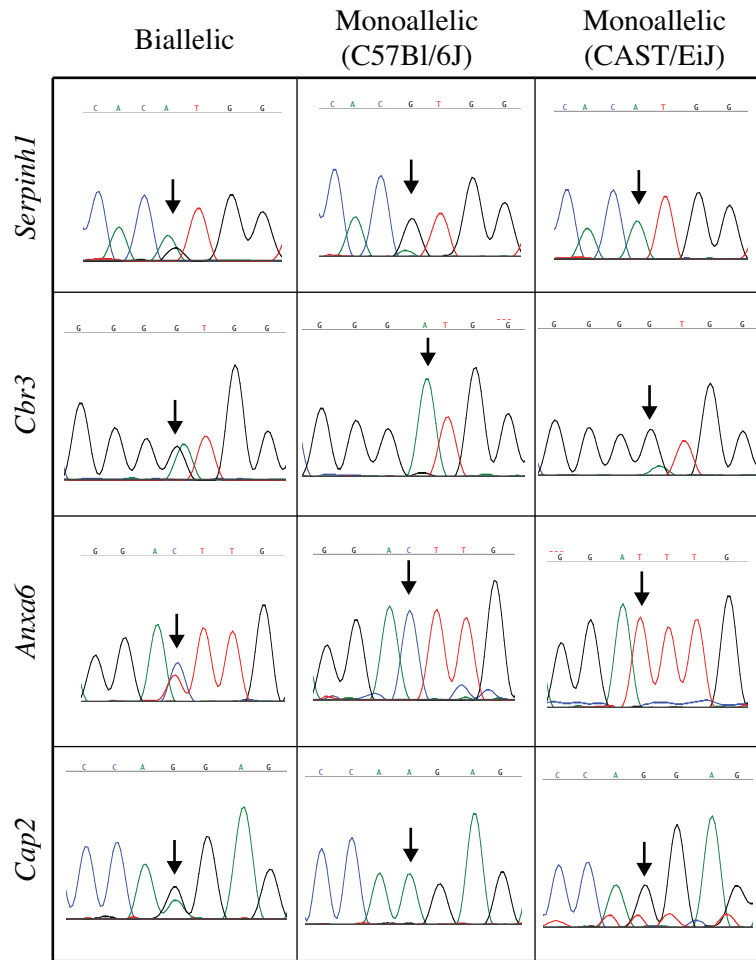 Biallelic
Monoallelic
(C57Bl/6J)
Monoallelic
(CAST/EiJ)
Serpinh1
C A C A T G G
C A C G T G G
C A C A T G G
Cbr3
G G G G T G G
G G G A T G G
G G G G T G G
Anxa6
G G A C T T G
G G A C T T G
G G A T T T G
Cap2
C C A G G A G
C C A A G A G
C C A G G A G